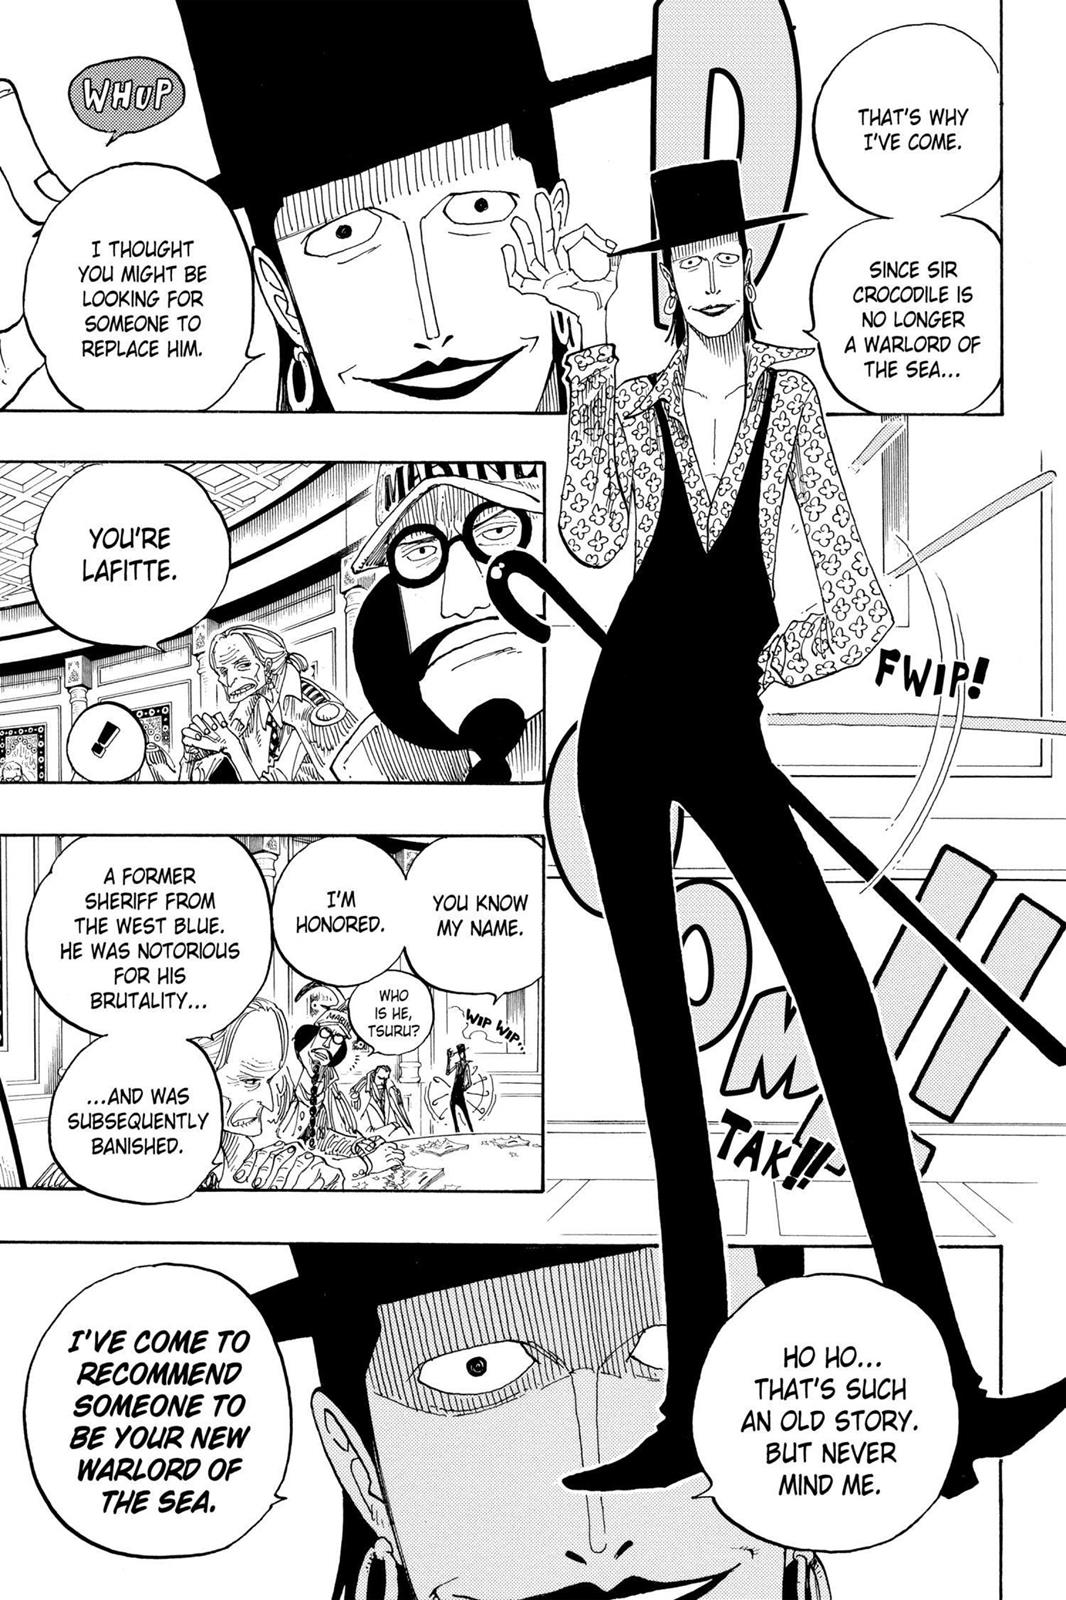 THAT'S WHY
I'VE COME.
SINCE SIR
CROCODILE IS
NO LONGER
A WARLORD OF
THE SEA...
WHUP
I THOUGHT
YOU MIGHT BE
LOOKING FOR
SOMEONE TO
REPLACE HIM.
FWIP!
MARINE
YOU'RE
LAFITTE.
!
TAK!!
YOU KNOW
MY NAME.
I'M
HONORED.
WHO
IS HE,
TSURU?
WIP WIP...
MARINE
A FORMER
SHERIFF FROM
THE WEST BLUE.
HE WAS NOTORIOUS
FOR HIS
BRUTALITY...
...AND WAS
SUBSEQUENTLY
BANISHED.
HO HO...
THAT'S SUCH
AN OLD STORY.
BUT NEVER
MIND ME.
I'VE COME TO
RECOMMEND
SOMEONE TO
BE YOUR NEW
WARLORD OF
THE SEA.